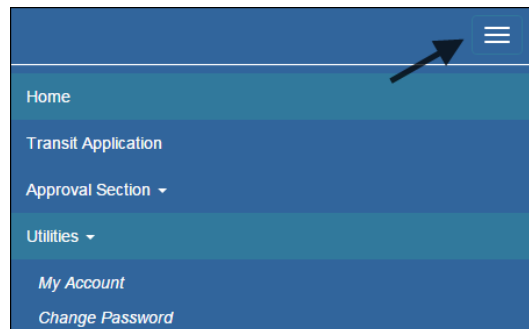 Home
Transit Application
Approval Section
Utilities
My Account
Change Password